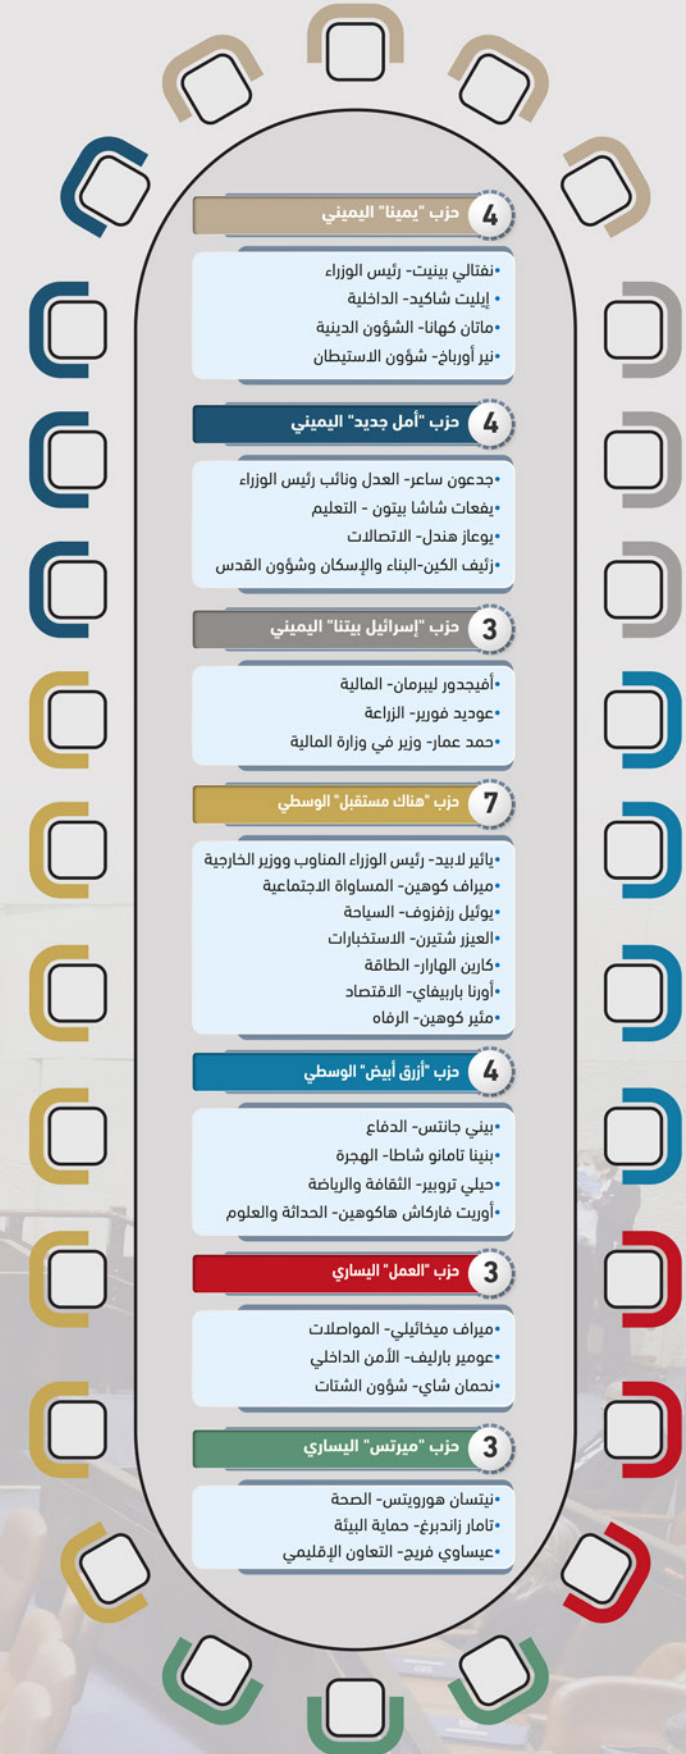 4 حزب "يمينا" اليميني
•نفتالي بينيت- رئيس الوزراء
• إيليت شاكيد- الداخلية
•ماتان كهانا- الشؤون الدينية
•نير أورباخ- شؤون الاستيطان
4 حزب "أمل جديد" اليميني
•جدعون ساعر- العدل ونائب رئيس الوزراء
•يفعات شاشا بيتون - التعليم
•يوعاز هندل- الاتصالات
•زئيف الكين-البناء والإسكان وشؤون القدس
3 حزب "إسرائيل بيتنا" اليميني
•أفيجدور ليبرمان- المالية
•عوديد فورير- الزراعة
•حمد عمار- وزير في وزارة المالية
7 حزب "هناك مستقبل" الوسطي
•يائير لابيد- رئيس الوزراء المناوب ووزير الخارجية
•ميراف كوهين- المساواة الاجتماعية
•يوئيل رزفزوف- السياحة
•العيزر شتيرن- الاستخبارات
•كارين الهارار- الطاقة
•أورنا باربيفاي- الاقتصاد
•مئير كوهين- الرفاه
4 حزب "أزرق أبيض" الوسطي
•بيني جانتس- الدفاع
•بنينا تامانو شاطا- الهجرة
•حيلي تروبير- الثقافة والرياضة
•أوريت فاركاش هاكوهين- الحداثة والعلوم
3 حزب "العمل" اليساري
•ميراف ميخائيلي- المواصلات
•عومير بارليف- الأمن الداخلي
•نحمان شاي- شؤون الشتات
3 حزب "ميرتس" اليساري
•نيتسان هورويتس- الصحة
•تامار زاندبرغ- حماية البيئة
•عيساوي فريج- التعاون الإقليمي